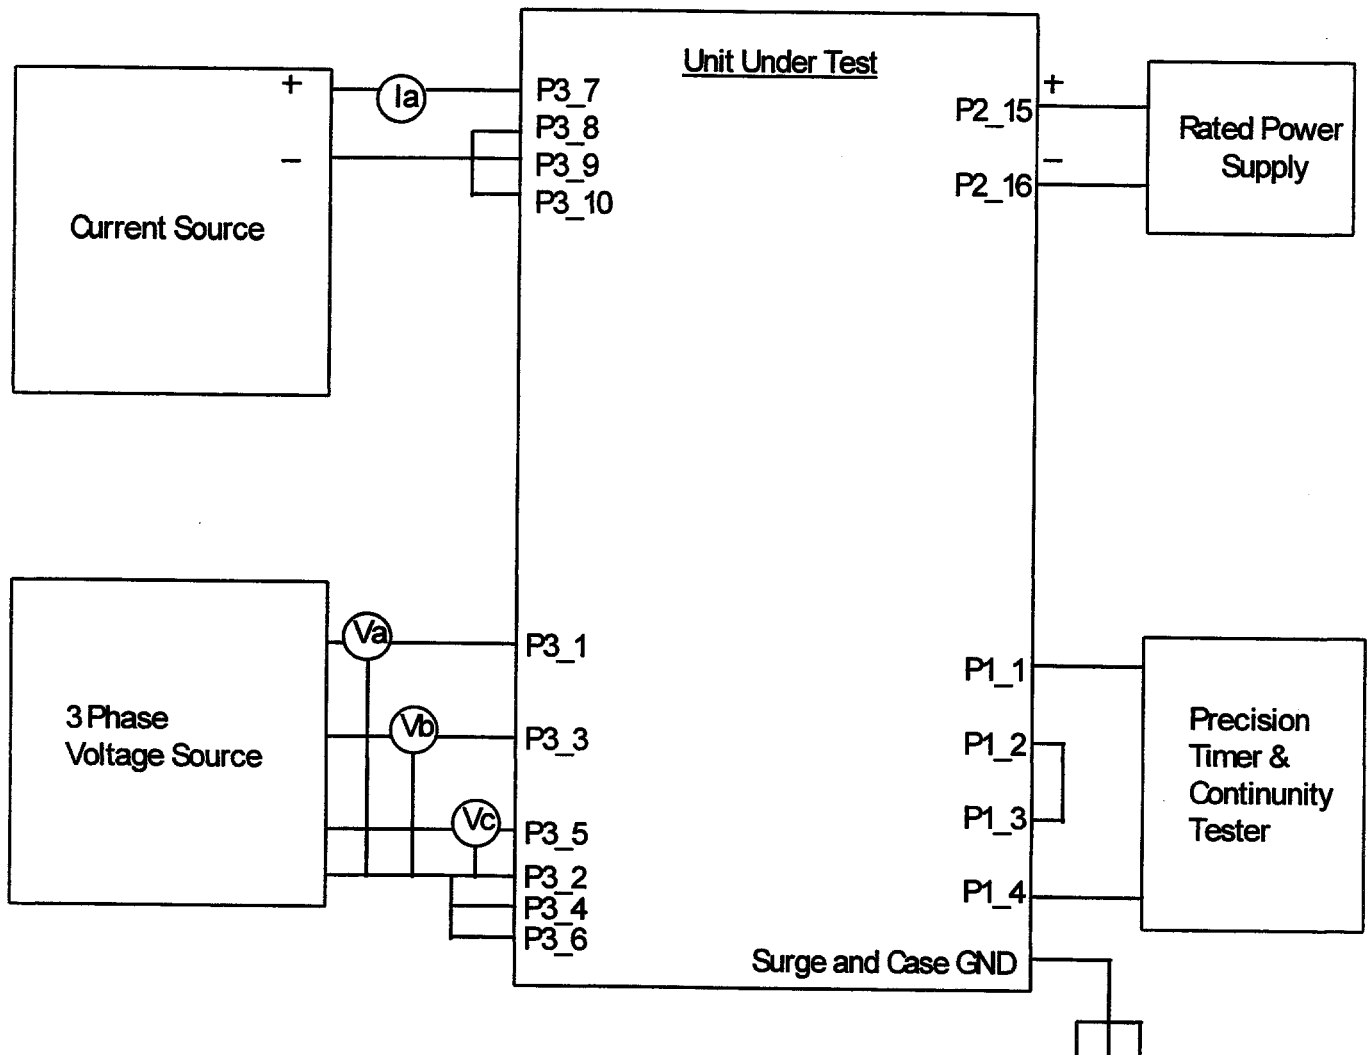 Unit Under Test
+
Ia
P3_7
P3_8
–
P3_9
P3_10
Current Source
P2_15
+
–
P2_16
Rated Power
Supply
3 Phase
Voltage Source
Va
P3_1
Vb
P3_3
Vc
P3_5
P3_2
P3_4
P3_6
P1_1
P1_2
P1_3
P1_4
Precision
Timer &
Continunity
Tester
Surge and Case GND